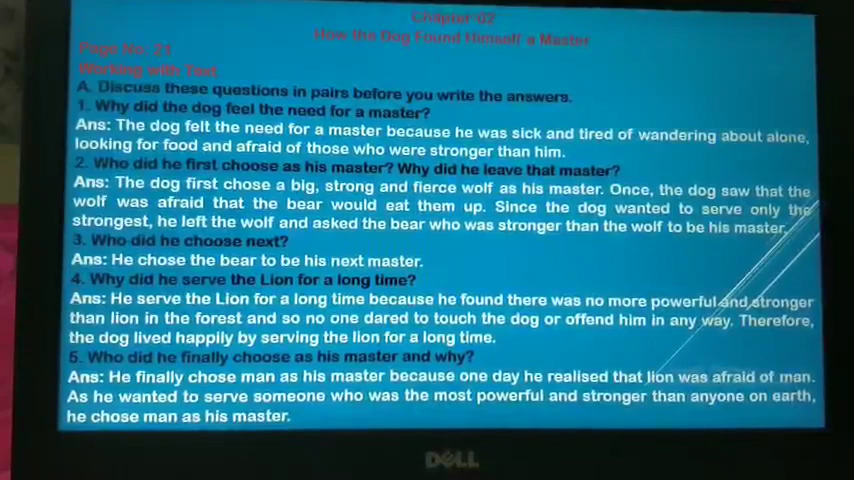 Chapter 02
How the Dog Found Himself a Master
Page No. 21
Working with Text
A. Discuss these questions in pairs before you write the answers.
1. Why did the dog feel the need for a master?
Ans: The dog felt the need for a master because he was sick and tired of wandering about alone,
looking for food and afraid of those who were stronger than him.
2. Who did he first choose as his master? Why did he leave that master?
Ans: The dog first chose a big, strong and fierce wolf as his master. Once, the dog saw that the
wolf was afraid that the bear would eat them up. Since the dog wanted to serve only the
strongest, he left the wolf and asked the bear who was stronger than the wolf to be his master.
3. Who did he choose next?
Ans: He chose the bear to be his next master.
4. Why did he serve the Lion for a long time?
Ans: He serve the Lion for a long time because he found there was no more powerful and stronger
than lion in the forest and so no one dared to touch the dog or offend him in any way. Therefore,
the dog lived happily by serving the lion for a long time.
5. Who did he finally choose as his master and why?
Ans: He finally chose man as his master because one day he realised that lion was afraid of man.
As he wanted to serve someone who was the most powerful and stronger than anyone on earth,
he chose man as his master.
DELL